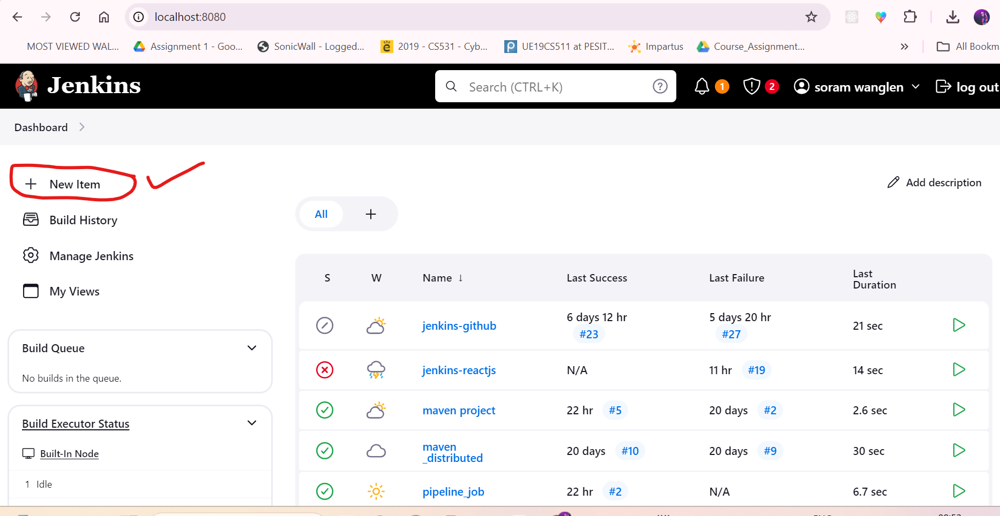 localhost:8080
MOST VIEWED WAL...
Assignment 1 - Goo...
SonicWall - Logged...
2019 - CS531 - Cyb...
UE19CS511 at PESIT...
Impartus
Course_Assignment...
All Bookm
Jenkins
Search (CTRL+K)
1
2
soram wanglen
log out
Dashboard
New Item
Build History
Manage Jenkins
My Views
Add description
All
S W Name ↓ Last Success Last Failure Last Duration
jenkins-github 6 days 12 hr #23 5 days 20 hr #27 21 sec
jenkins-reactjs N/A 11 hr #19 14 sec
maven project 22 hr #5 20 days #2 2.6 sec
maven _distributed 20 days #10 20 days #9 30 sec
pipeline_job 22 hr #2 N/A 6.7 sec
Build Queue
No builds in the queue.
Build Executor Status
Built-In Node
1 Idle